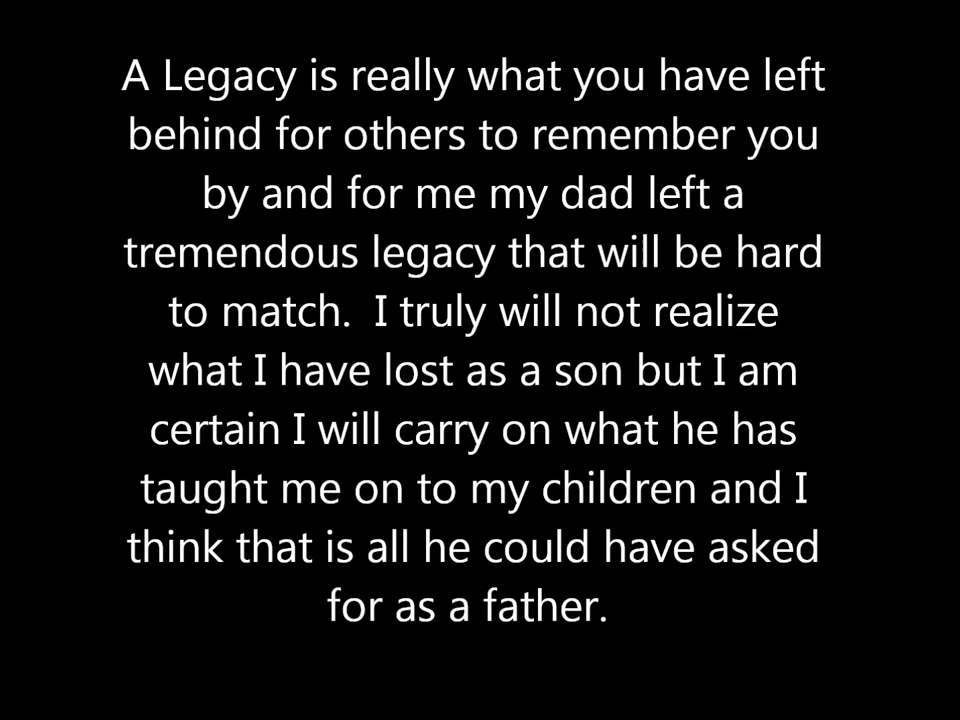 A Legacy is really what you have left
behind for others to remember you
by and for me my dad left a
tremendous legacy that will be hard
to match.  I truly will not realize
what I have lost as a son but I am
certain I will carry on what he has
taught me on to my children and I
think that is all he could have asked
for as a father.